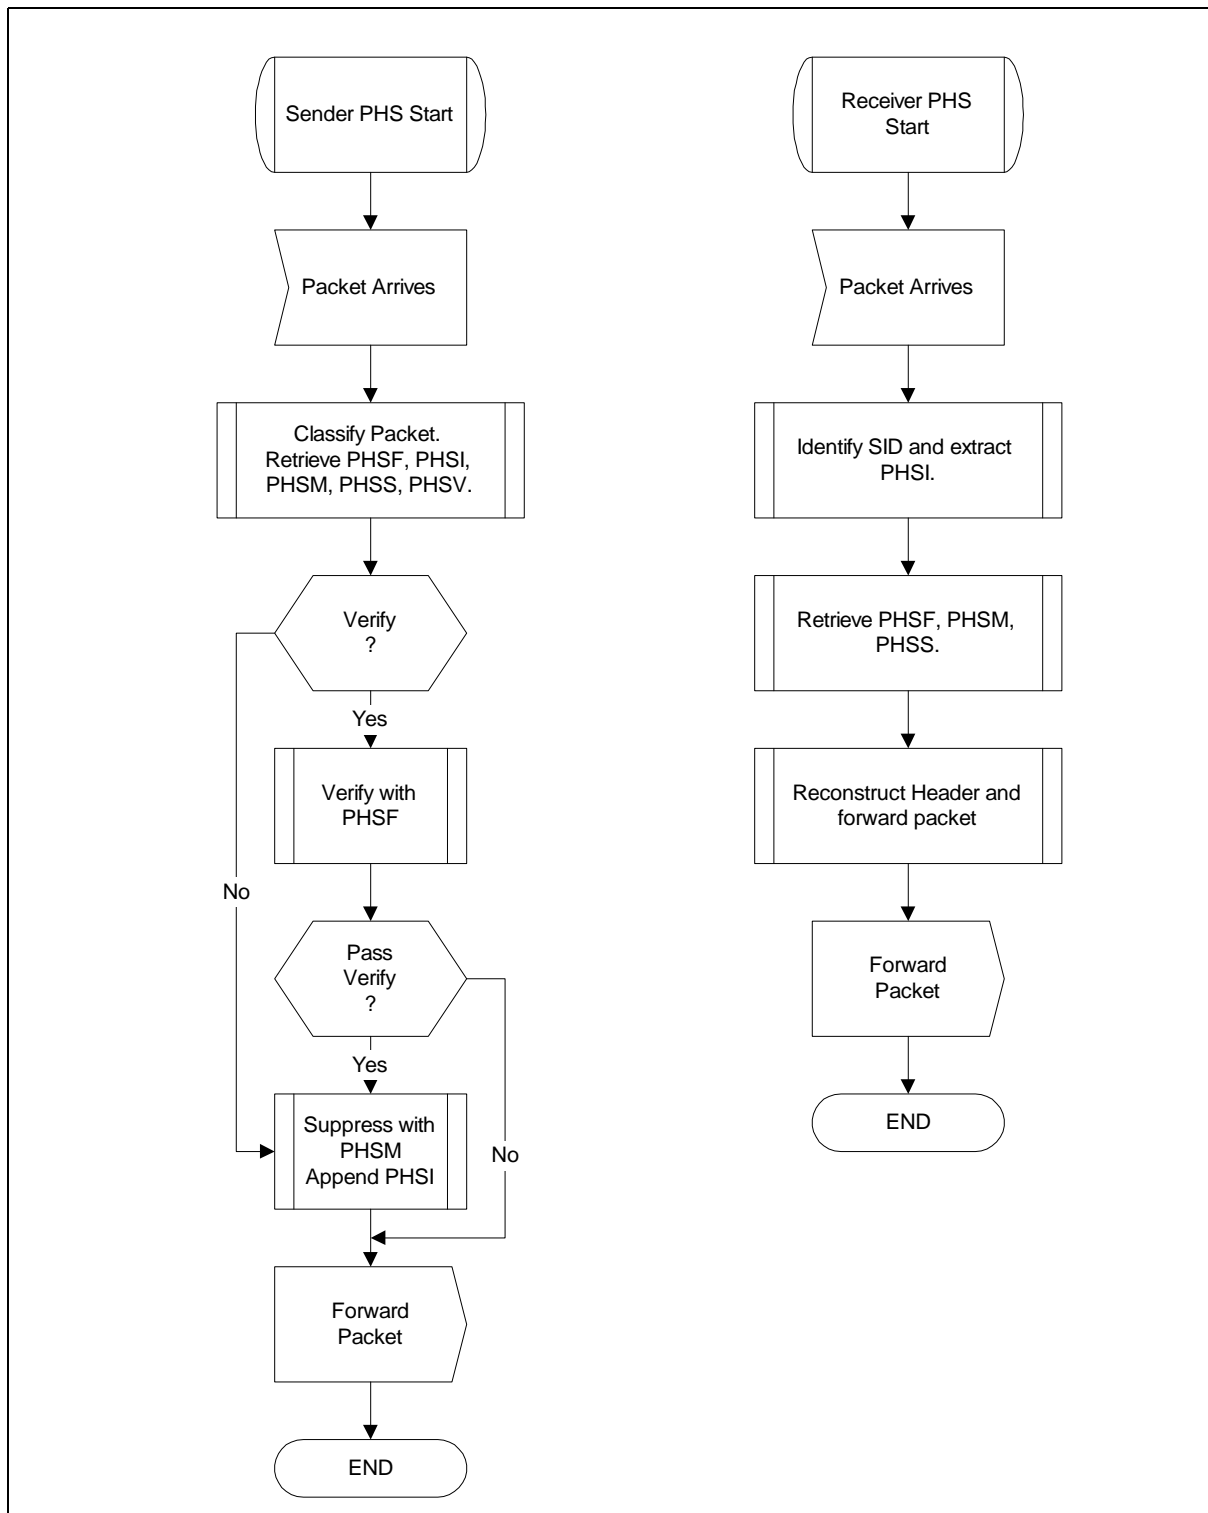 Sender PHS Start
Packet Arrives
Classify Packet.
Retrieve PHSF, PHSI,
PHSM, PHSS, PHSV.
Verify
?
Yes
Verify with
PHSF
No
Pass
Verify
?
Yes
Suppress with
PHSM
Append PHSI
No
Forward
Packet
END
Receiver PHS
Start
Packet Arrives
Identify SID and extract
PHSI.
Retrieve PHSF, PHSM,
PHSS.
Reconstruct Header and
forward packet
Forward
Packet
END